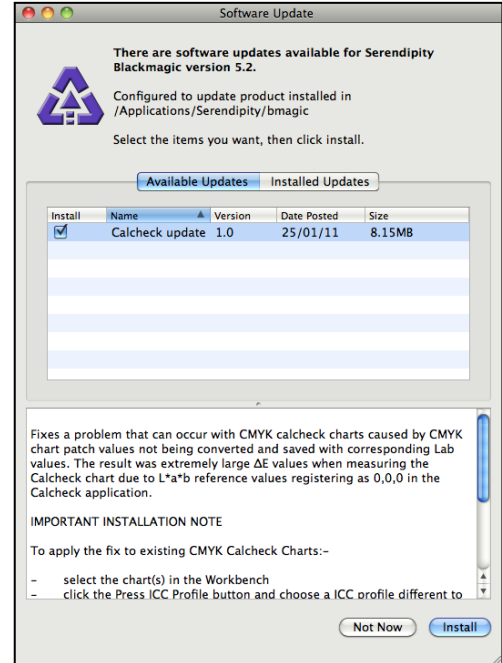 Software Update
There are software updates available for Serendipity
Blackmagic version 5.2.
Configured to update product installed in
/Applications/Serendipity/bmagic
Select the items you want, then click install.
Available Updates Installed Updates
Install Name Version Date Posted Size
Calcheck update 1.0 25/01/11 8.15MB
Fixes a problem that can occur with CMYK calcheck charts caused by CMYK
chart patch values not being converted and saved with corresponding Lab
values. The result was extremely large ΔE values when measuring the
Calcheck chart due to L*a*b reference values registering as 0,0,0 in the
Calcheck application.
IMPORTANT INSTALLATION NOTE
To apply the fix to existing CMYK Calcheck Charts:-
- select the chart(s) in the Workbench
- click the Press ICC Profile button and choose a ICC profile different to
Not Now Install